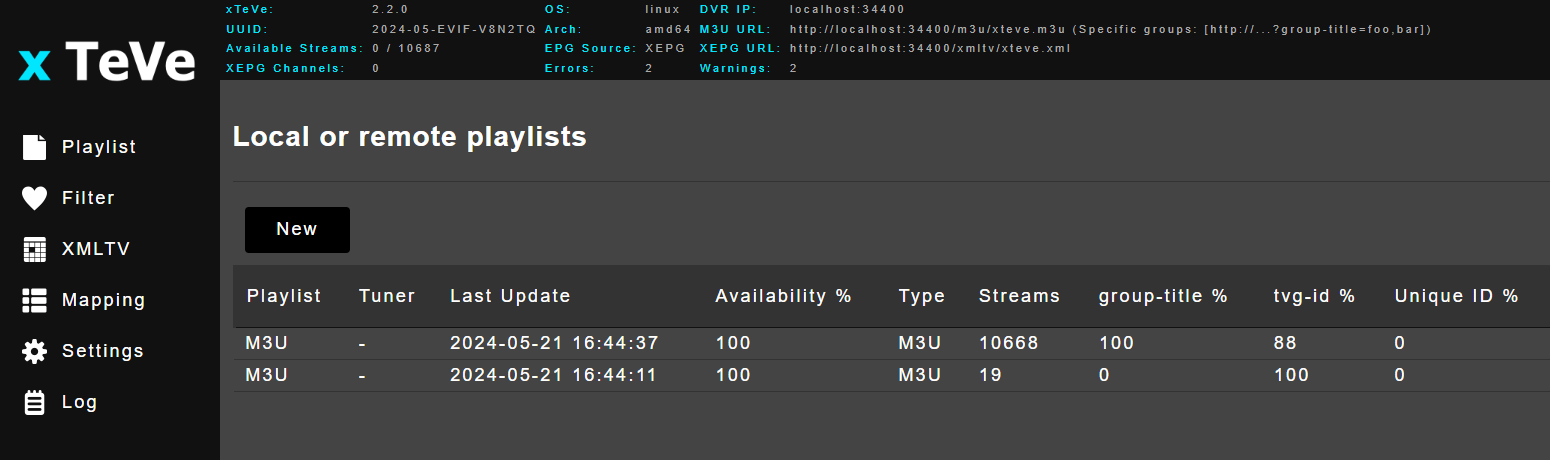 xTeVe: 2.2.0 OS: linux DVR IP: localhost:34400
UUID: 2024-05-EVIF-V8N2TQ Arch: amd64 M3U URL: http://localhost:34400/m3u/xteve.m3u (Specific groups: [http://...?group-title=foo,bar])
Available Streams: 0 / 10687 EPG Source: XEPG XEPG URL: http://localhost:34400/xmltv/xteve.xml
XEPG Channels: 0 Errors: 2 Warnings: 2
x TeVe
Playlist
Filter
XMLTV
Mapping
Settings
Log
Local or remote playlists
New
Playlist Tuner Last Update Availability % Type Streams group-title % tvg-id % Unique ID %
M3U - 2024-05-21 16:44:37 100 M3U 10668 100 88 0
M3U - 2024-05-21 16:44:11 100 M3U 19 0 100 0